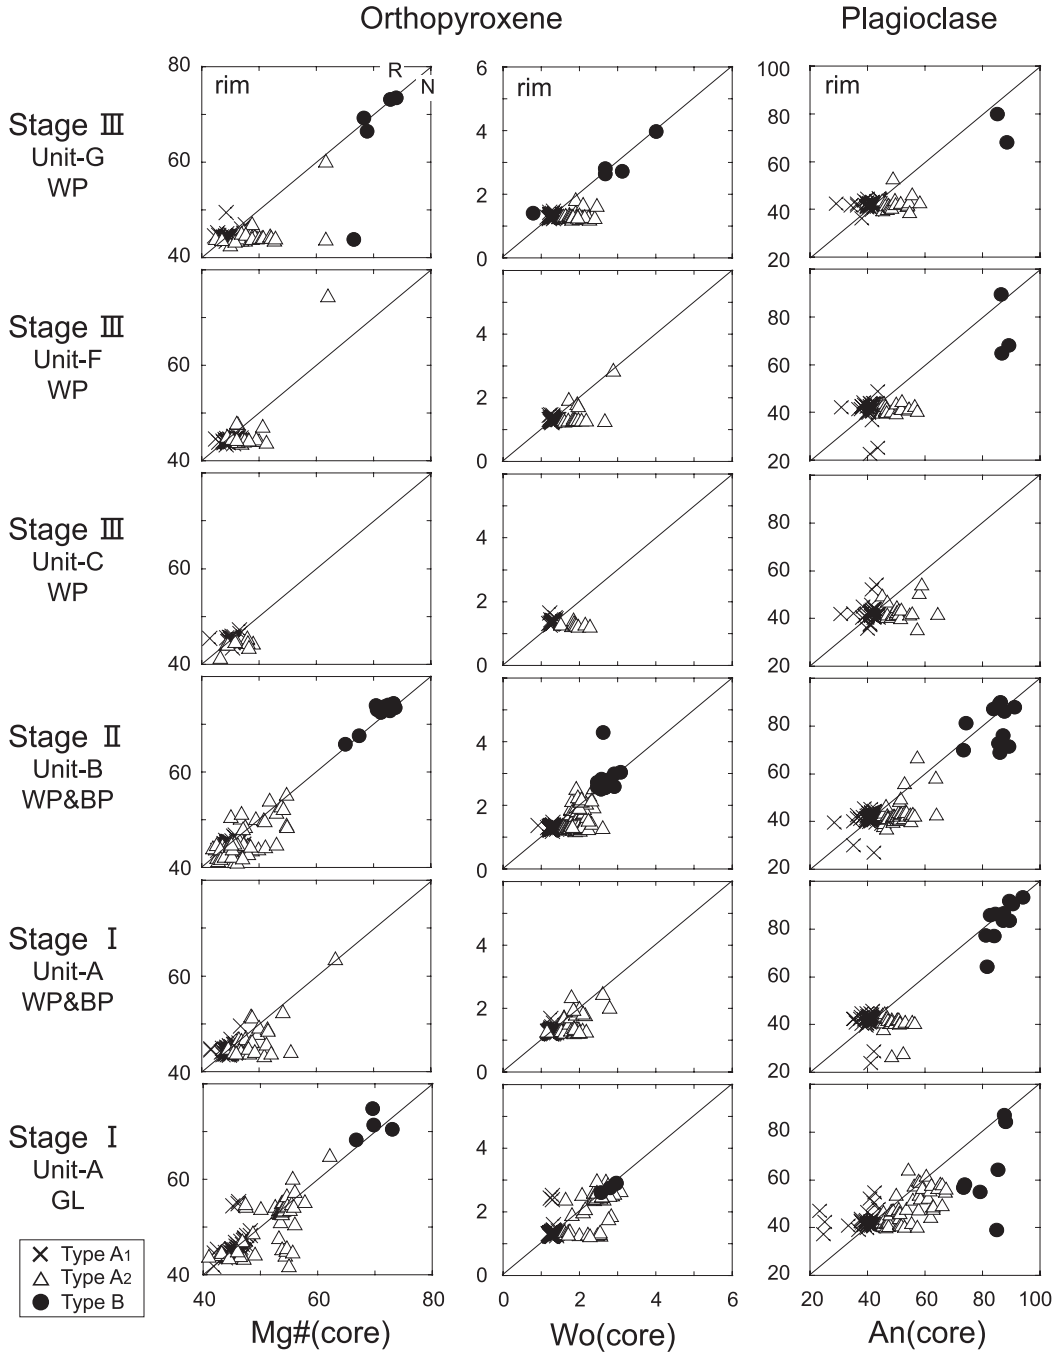 Orthopyroxene Plagioclase
80 6 100
rim R N rim
Stage Ⅲ
Unit-G
WP
60 4 80
2 60
40
40 0 20
Stage Ⅲ
Unit-F
WP
60 4 80
2 60
40
40 0 20
Stage Ⅲ
Unit-C
WP
60 4 80
2 60
40
40 0 20
Stage Ⅱ
Unit-B
WP&BP
60 4 80
2 60
40
40 0 20
Stage Ⅰ
Unit-A
WP&BP
60 4 80
2 60
40
40 0 20
Stage Ⅰ
Unit-A
GL
60 4 80
2 60
40
40 0 20
Type A1
Type A2
Type B
40 60 80 0 2 4 6 20 40 60 80 100
Mg#(core) Wo(core) An(core)